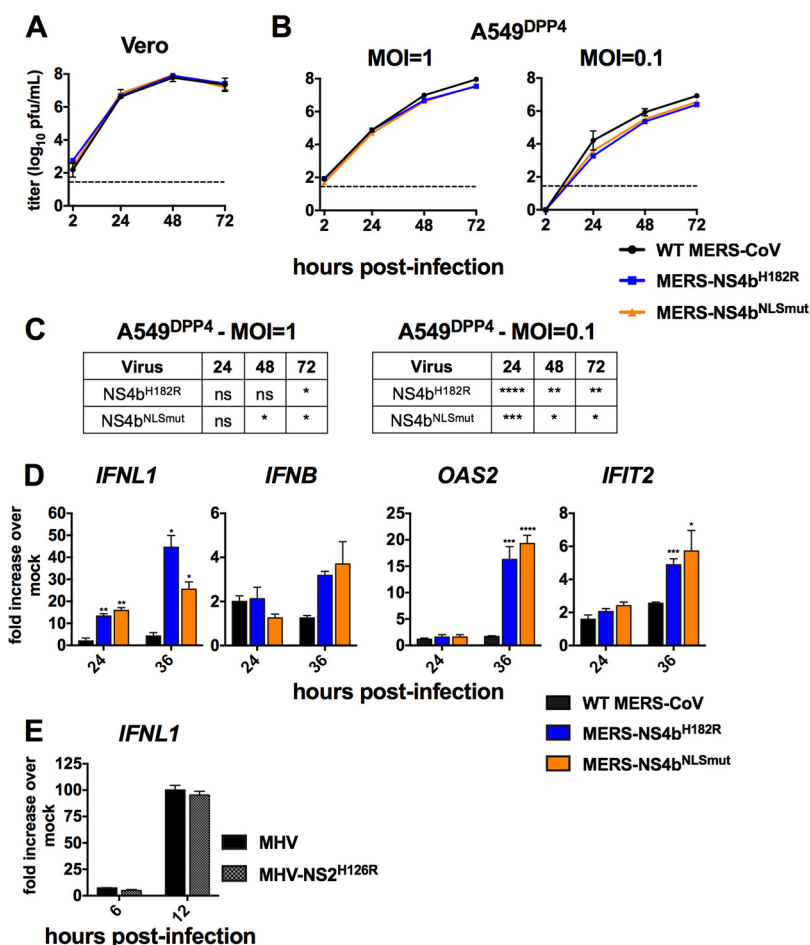 A
Vero
titer (log10 pfu/mL)
8
6
4
2
0
2 24 48 72
B
A549DPP4
MOI=1
8
6
4
2
0
2 24 48 72
MOI=0.1
8
6
4
2
0
2 24 48 72
hours post-infection
WT MERS-CoV
MERS-NS4bH182R
MERS-NS4bNLSmut
C
A549DPP4 - MOI=1
Virus 24 48 72
NS4bH182R ns ns *
NS4bNLSmut ns * *
A549DPP4 - MOI=0.1
Virus 24 48 72
NS4bH182R **** ** **
NS4bNLSmut *** * *
D
IFNL1
fold increase over
mock
60
50
40
30
20
10
0
** **
* *
24 36
IFNB
6
4
2
0
24 36
OAS2
25
20
15
10
5
0
*** ****
24 36
IFIT2
8
6
4
2
0
*** *
24 36
hours post-infection
WT MERS-CoV
MERS-NS4bH182R
MERS-NS4bNLSmut
E
IFNL1
fold increase over
mock
125
100
75
50
25
0
6 12
hours post-infection
MHV
MHV-NS2H126R